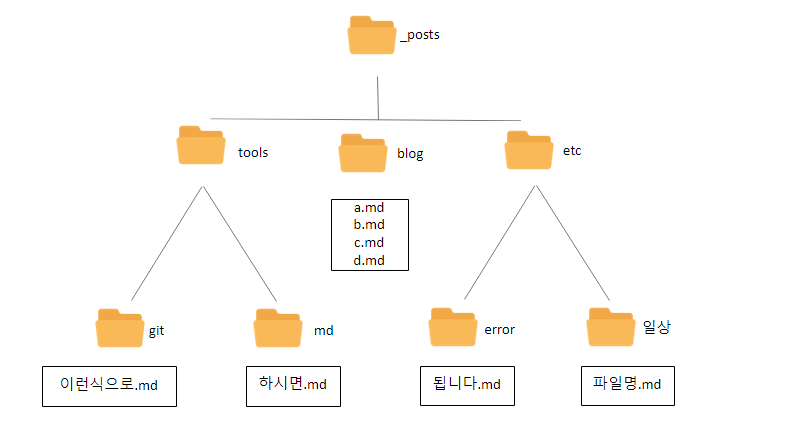 _posts
tools
blog
etc
a.md
b.md
c.md
d.md
git
md
error
일상
이런식으로.md
하시면.md
됩니다.md
파일명.md